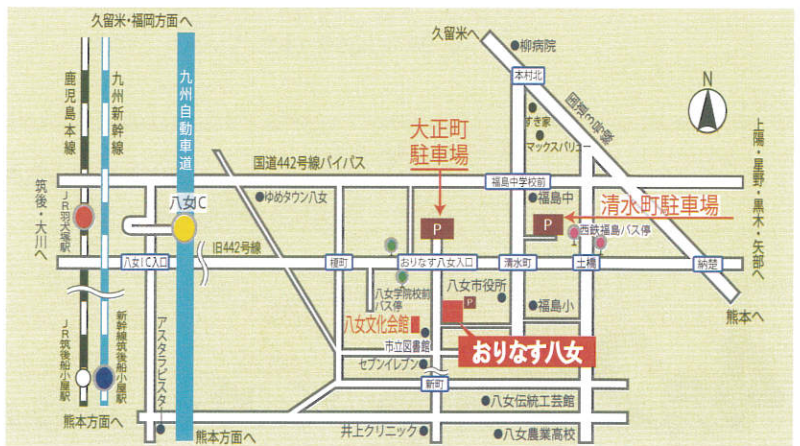 久留米・福岡方面へ
鹿児島本線
九州新幹線
九州自動車道
久留米へ
柳病院
本村北
国道3号線
N
大正町
駐車場
すき家
マックスバリュー
上陽・星野・黒木・矢部へ
国道442号線バイパス
福島中学校前
筑後・大川へ
JR羽犬塚駅
八女IC
ゆめタウン八女
福島中
清水町駐車場
P
P
西鉄福島バス停
旧442号線
八女IC入口
榎町
おりなす八女入口
清水町
土橋
納楚
八女学院校前
バス停
八女市役所
P
福島小
熊本へ
八女文化会館
市立図書館
おりなす八女
セブンイレブン
新町
JR筑後船小屋駅
新幹線筑後船小屋駅
アスタラビスタ
熊本方面へ
熊本方面へ
八女伝統工芸館
井上クリニック
八女農業高校